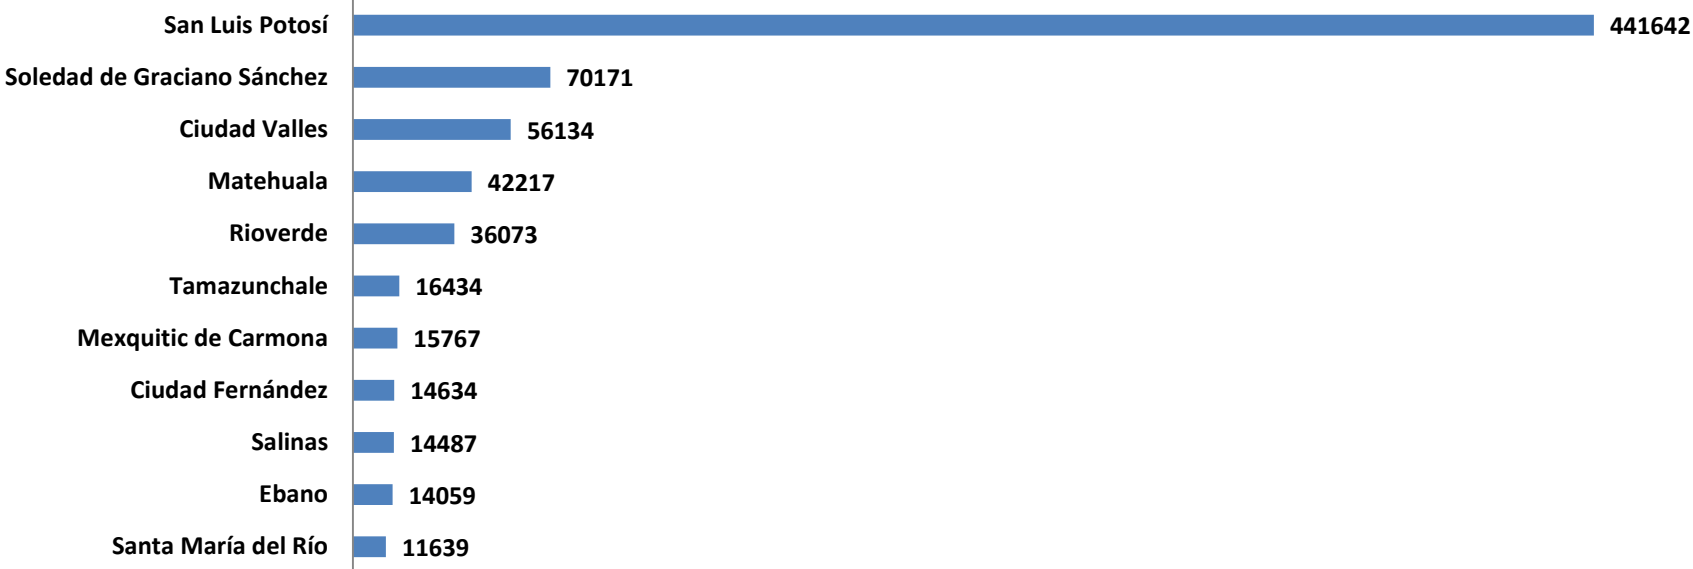 San Luis Potosí 441642
Soledad de Graciano Sánchez 70171
Ciudad Valles 56134
Matehuala 42217
Rioverde 36073
Tamazunchale 16434
Mexquitic de Carmona 15767
Ciudad Fernández 14634
Salinas 14487
Ebano 14059
Santa María del Río 11639